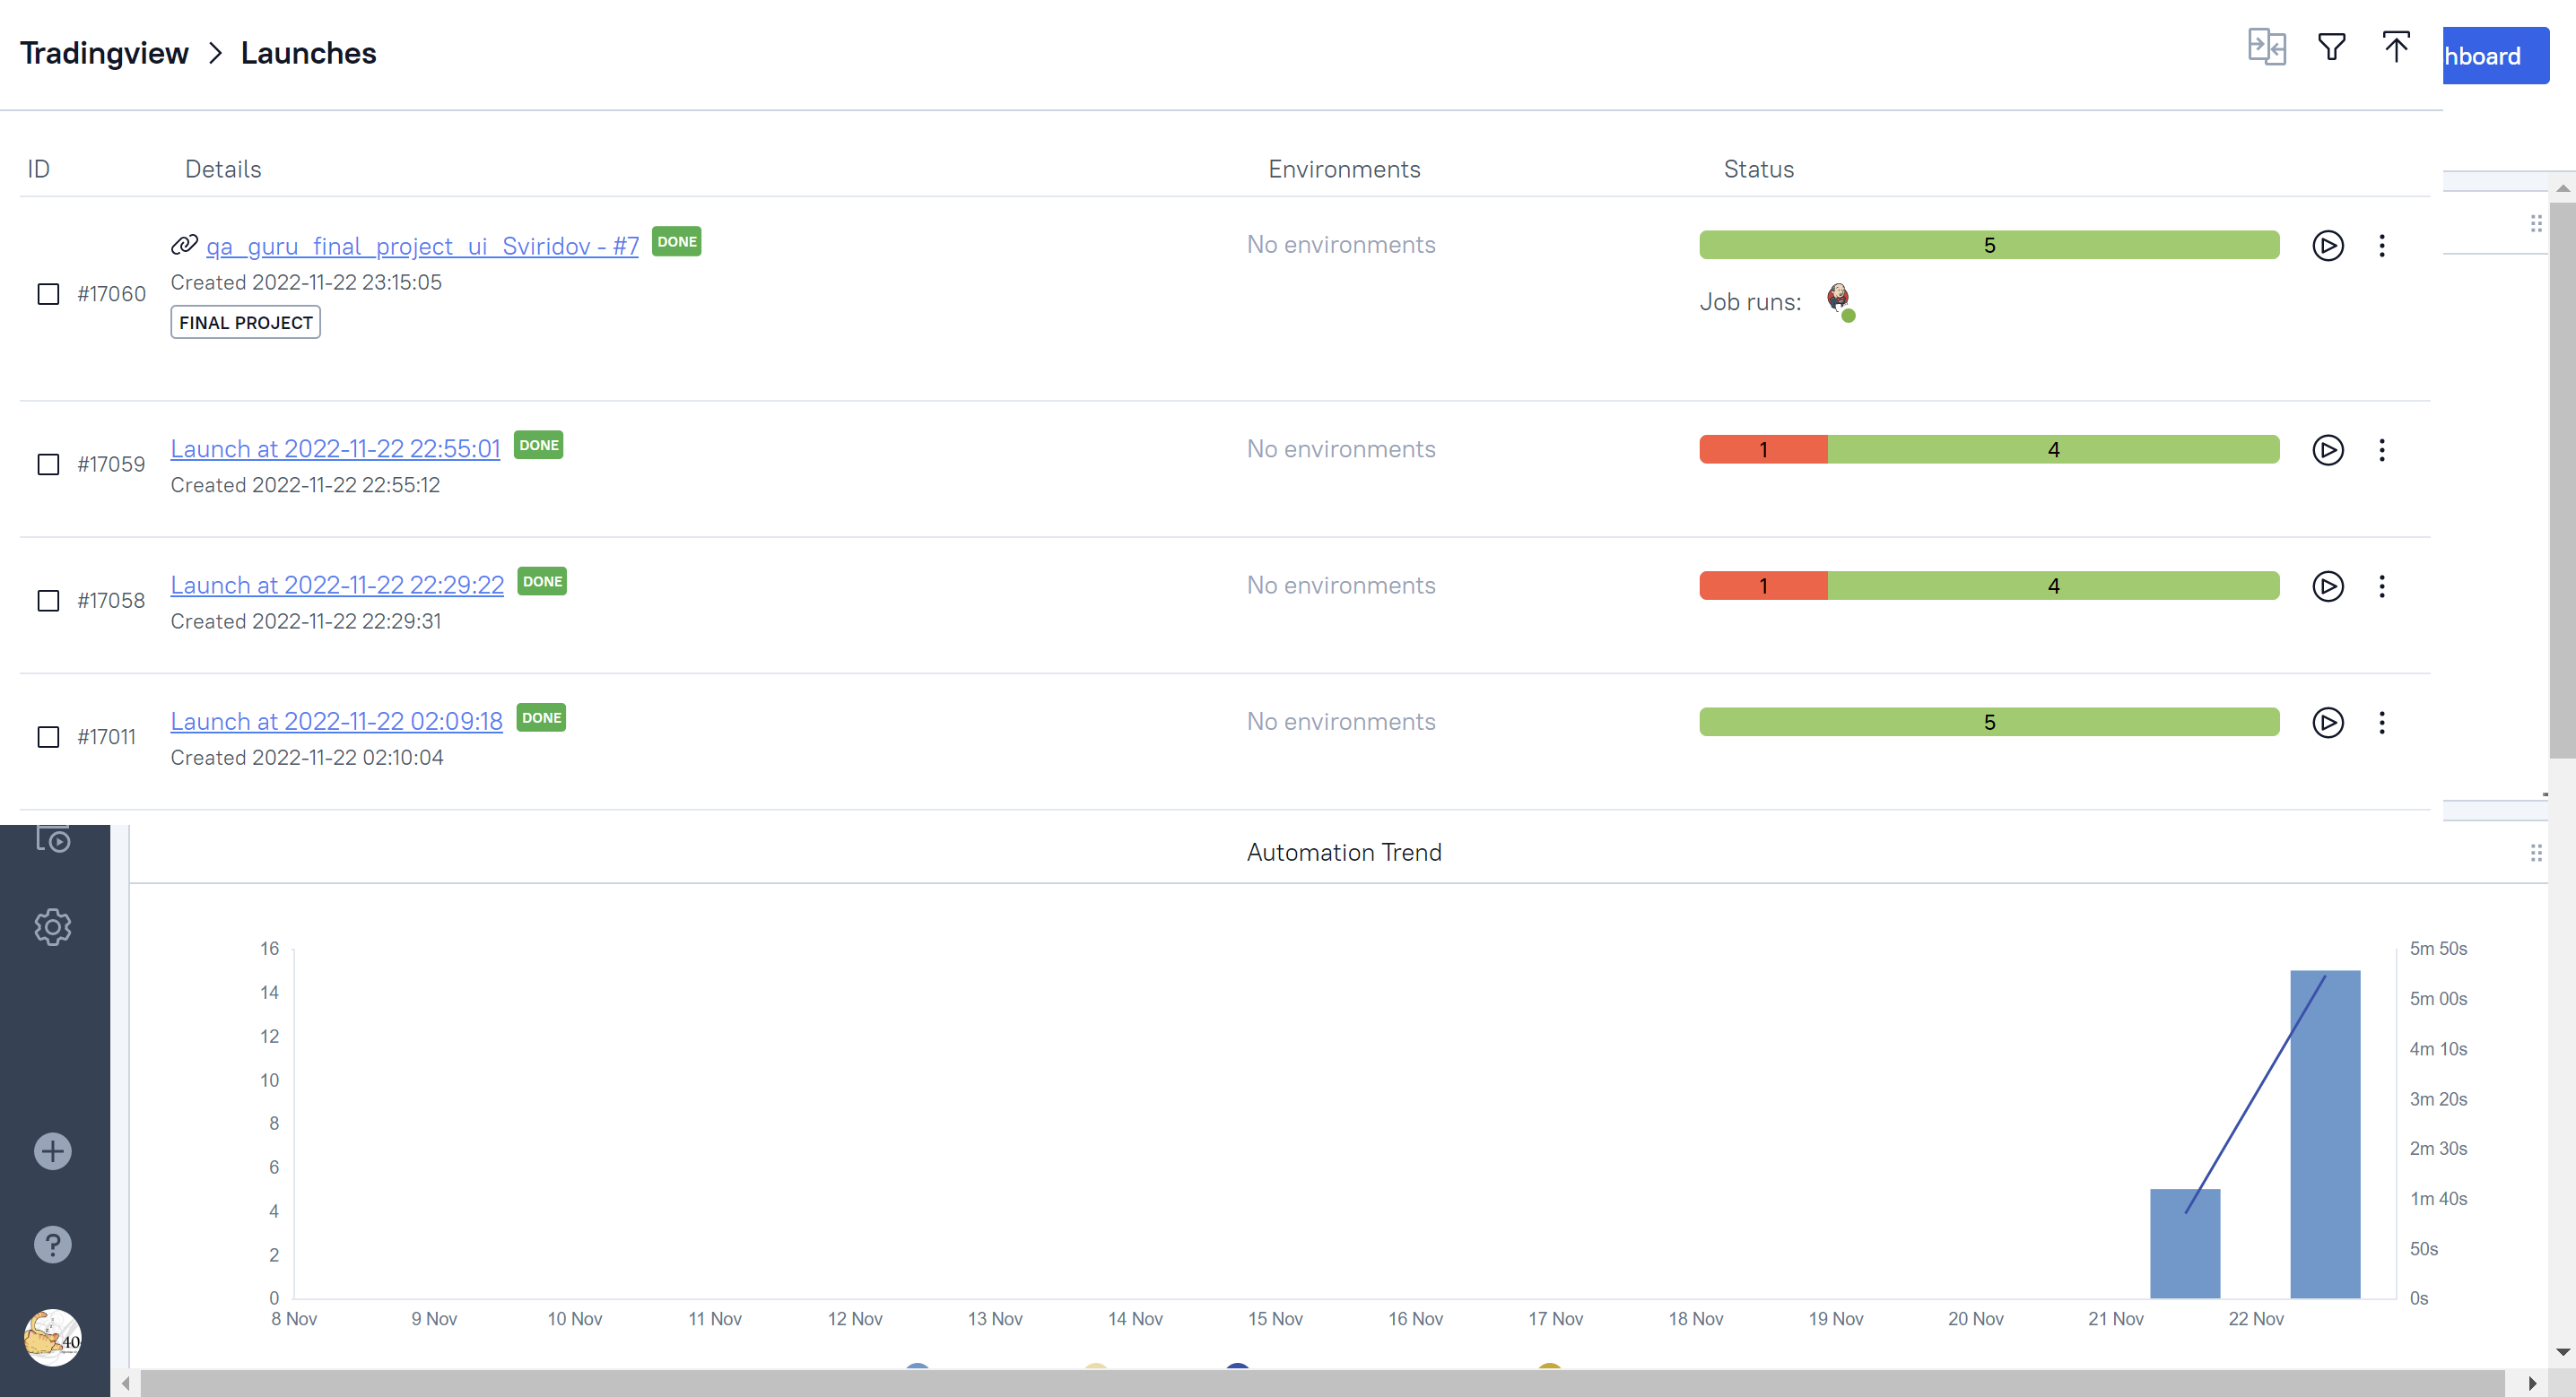 Tradingview > Launches
hboard
ID Details Environments Status
qa_guru_final_project_ui_Sviridov - #7 DONE No environments 5
Created 2022-11-22 23:15:05
#17060
Job runs:
FINAL PROJECT
Launch at 2022-11-22 22:55:01 DONE No environments 1 4
#17059
Created 2022-11-22 22:55:12
Launch at 2022-11-22 22:29:22 DONE No environments 1 4
#17058
Created 2022-11-22 22:29:31
Launch at 2022-11-22 02:09:18 DONE No environments 5
#17011
Created 2022-11-22 02:10:04
Automation Trend
16 5m 50s
14 5m 00s
12 4m 10s
10 3m 20s
8 2m 30s
6 1m 40s
4 50s
2 0s
0
8 Nov 9 Nov 10 Nov 11 Nov 12 Nov 13 Nov 14 Nov 15 Nov 16 Nov 17 Nov 18 Nov 19 Nov 20 Nov 21 Nov 22 Nov
40